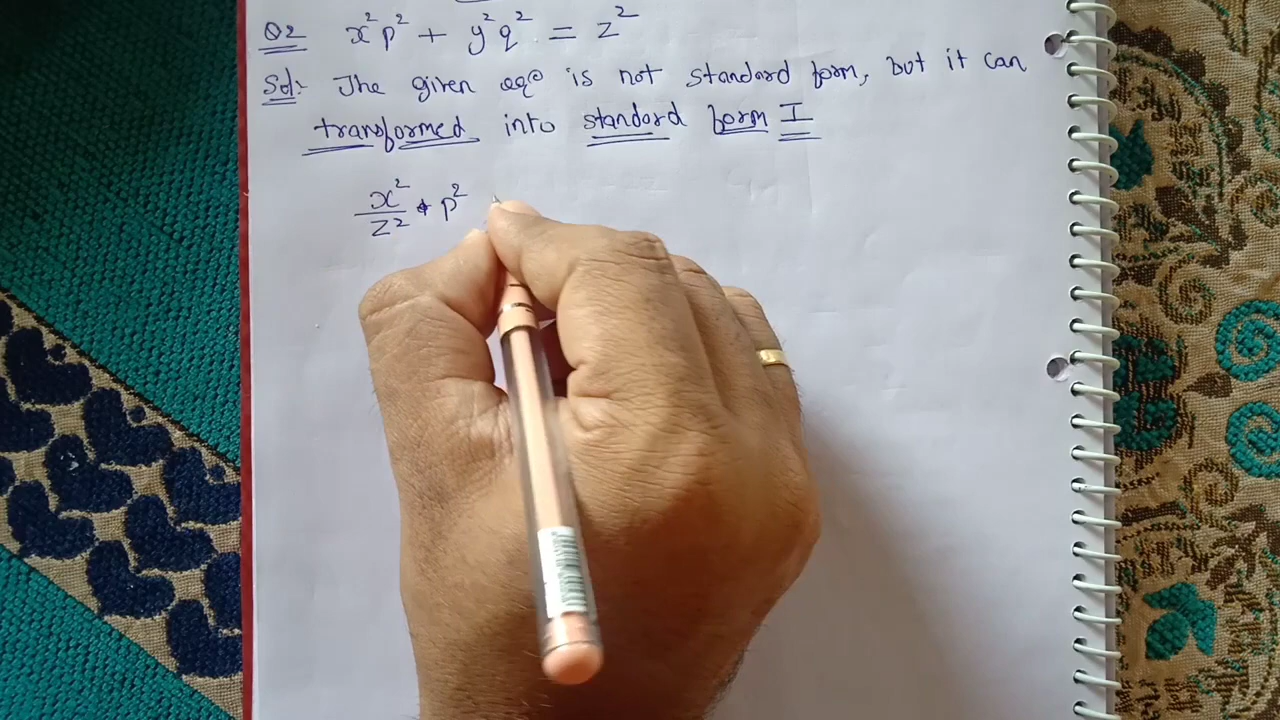 Q2 x²p² + y²q² = z²
Sol:- The given eqⁿ is not standard form, but it can
transformed into standard form I
x²/z² * p²